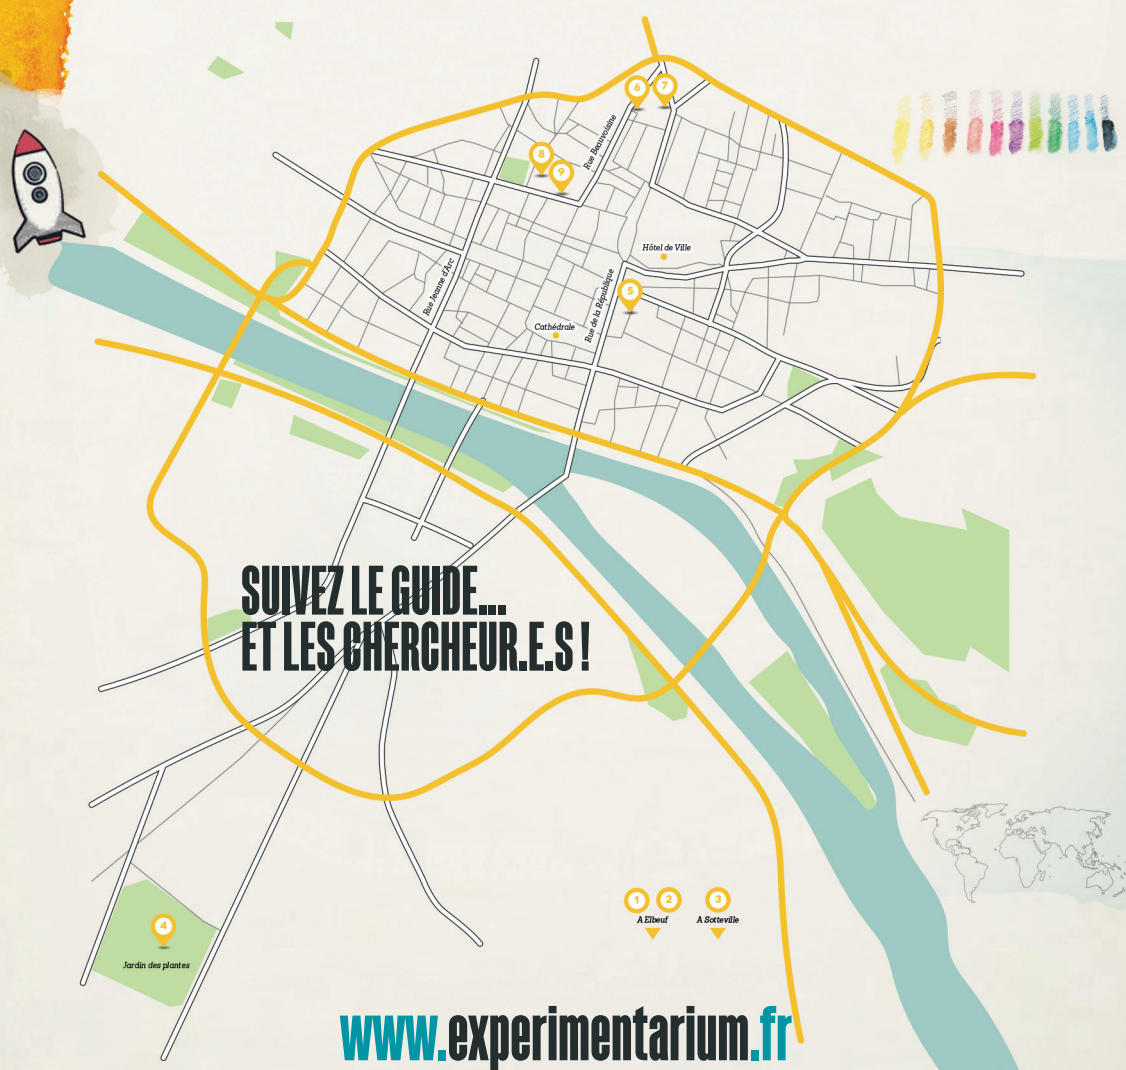 6
7
Rue Beauvoisine
8
9
Hôtel de Ville
Rue Jeanne d'Arc
Rue de la République
5
Cathédrale
SUIVEZ LE GUIDE...
ET LES CHERCHEUR.E.S !
1
2
3
A Elbeuf
A Sotteville
4
Jardin des plantes
www.experimentarium.fr